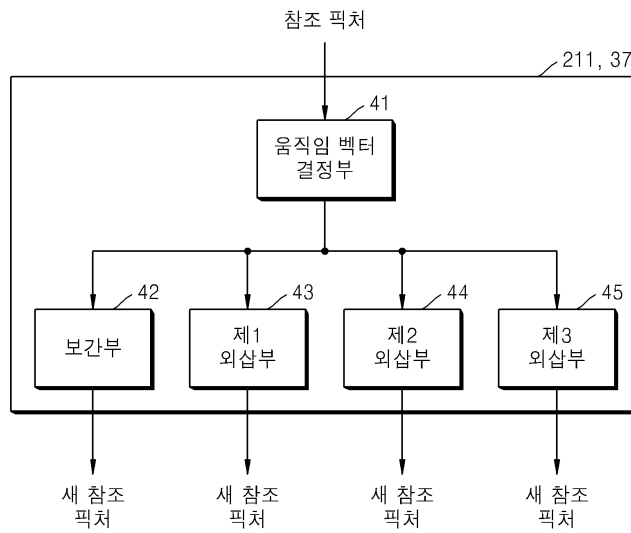 참조 픽처
211, 37
41
움직임 벡터
결정부
42
43
44
45
보간부
제1
외삽부
제2
외삽부
제3
외삽부
새 참조
픽처
새 참조
픽처
새 참조
픽처
새 참조
픽처